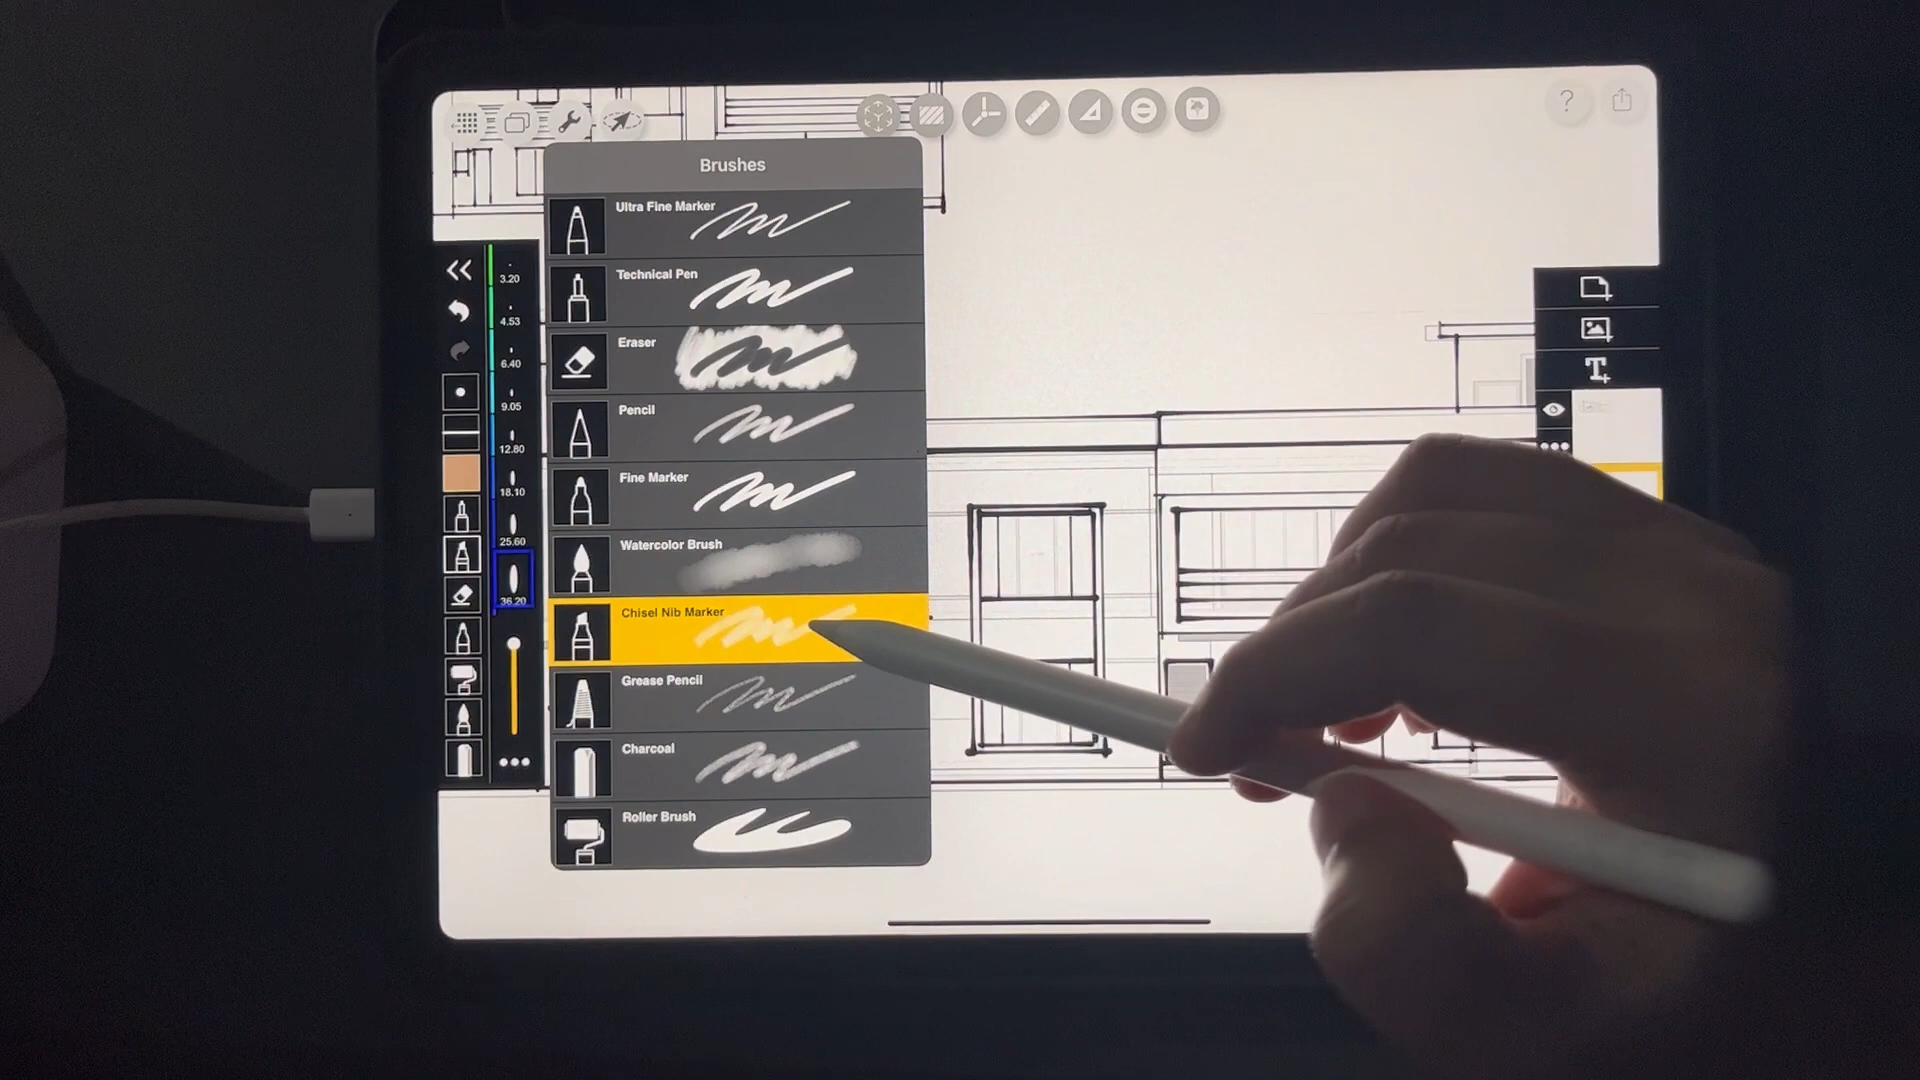 ?
Brushes
Ultra Fine Marker
Technical Pen
Eraser
Pencil
Fine Marker
Watercolor Brush
Chisel Nib Marker
Grease Pencil
Charcoal
Roller Brush
3.20
4.53
6.40
9.05
12.80
18.10
25.60
36.20
T+